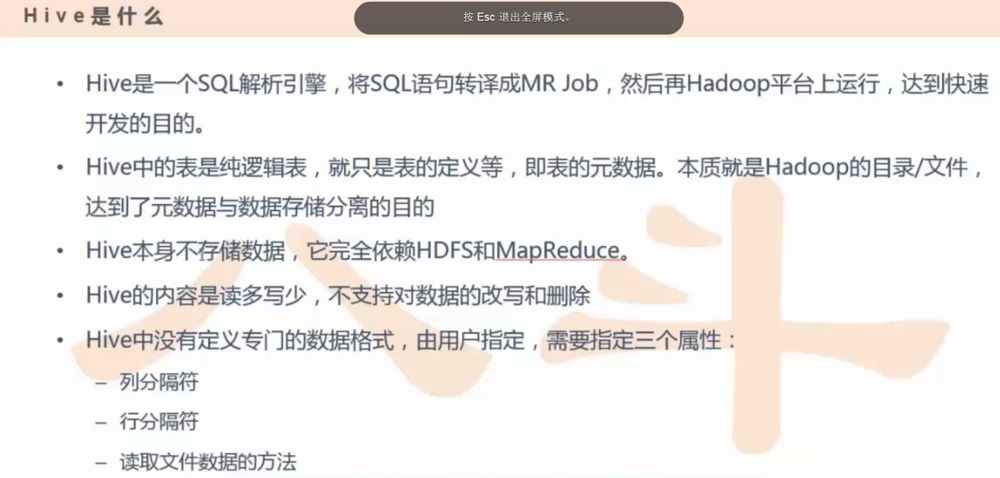 Hive是什么
按 Esc 退出全屏模式。
• Hive是一个SQL解析引擎，将SQL语句转译成MR Job，然后再Hadoop平台上运行，达到快速
开发的目的。
• Hive中的表是纯逻辑表，就只是表的定义等，即表的元数据。本质就是Hadoop的目录/文件，
达到了元数据与数据存储分离的目的
• Hive本身不存储数据，它完全依赖HDFS和MapReduce。
• Hive的内容是读多写少，不支持对数据的改写和删除
• Hive中没有定义专门的数据格式，由用户指定，需要指定三个属性：
– 列分隔符
– 行分隔符
– 读取文件数据的方法
八斗